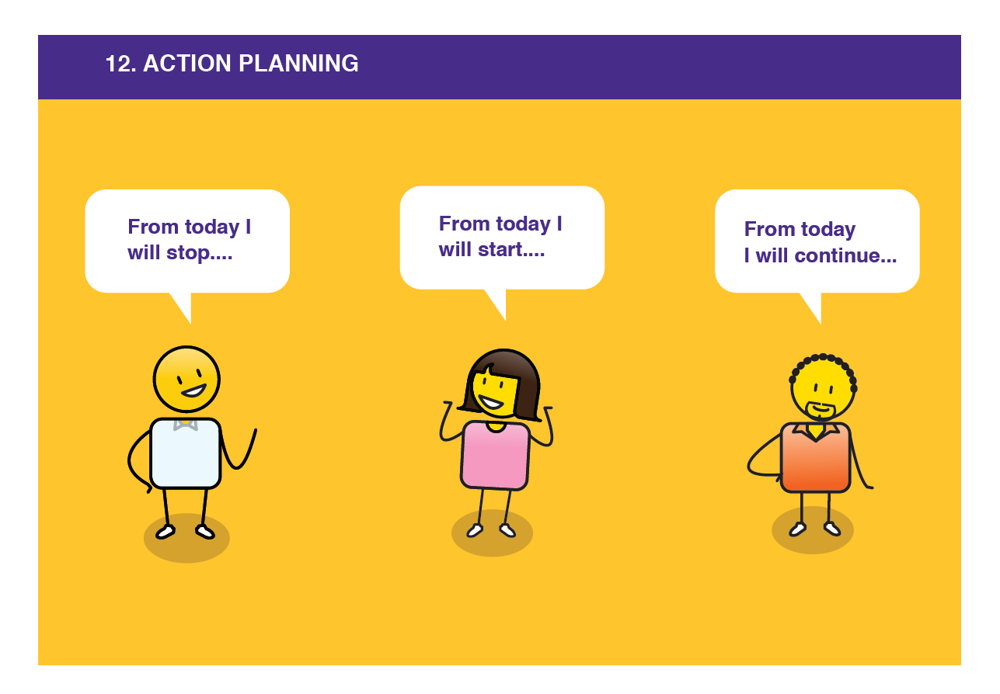 12. ACTION PLANNING
From today I
will stop....
From today I
will start....
From today
I will continue...